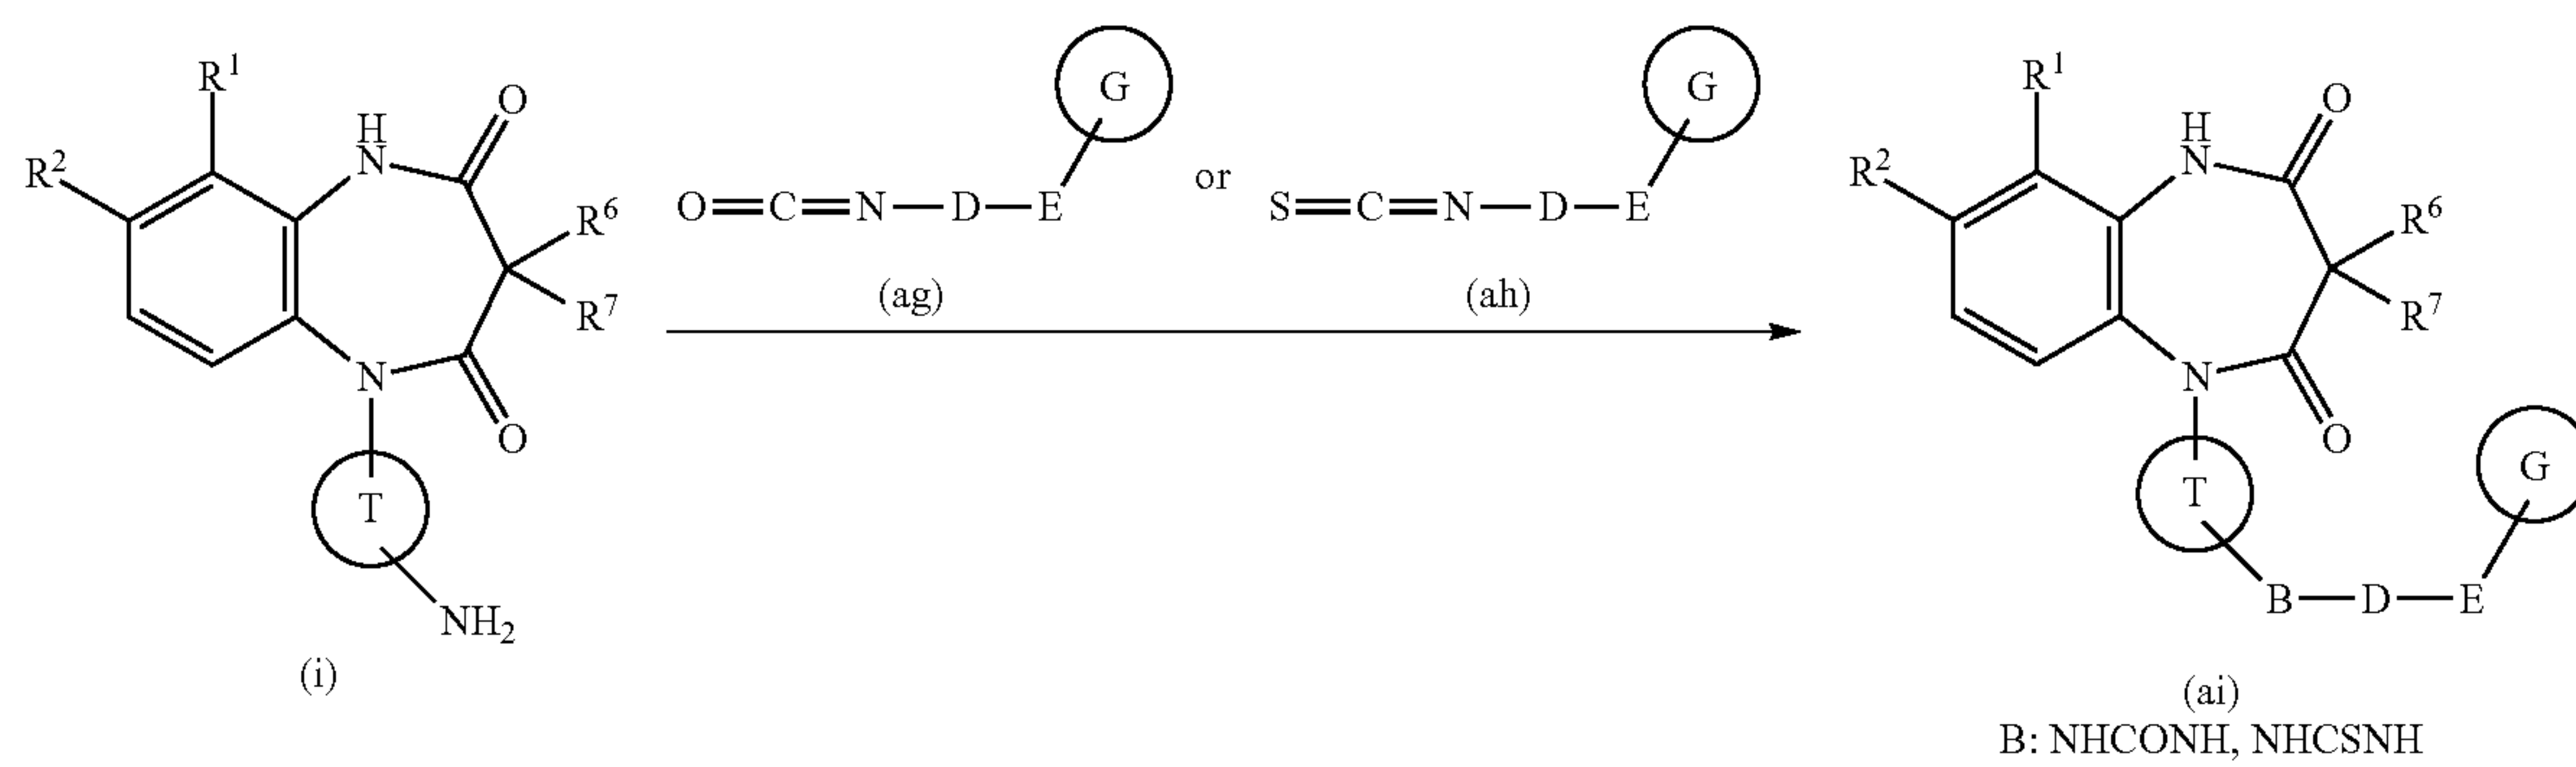 R¹
H
N
O
R²
R⁶
R⁷
N
O
T
NH₂
(i)
G
O=C=N—D—E
(ag)
or
G
S=C=N—D—E
(ah)
R¹
H
N
O
R²
R⁶
R⁷
N
O
T
G
B—D—E
(ai)
B: NHCONH, NHCSNH